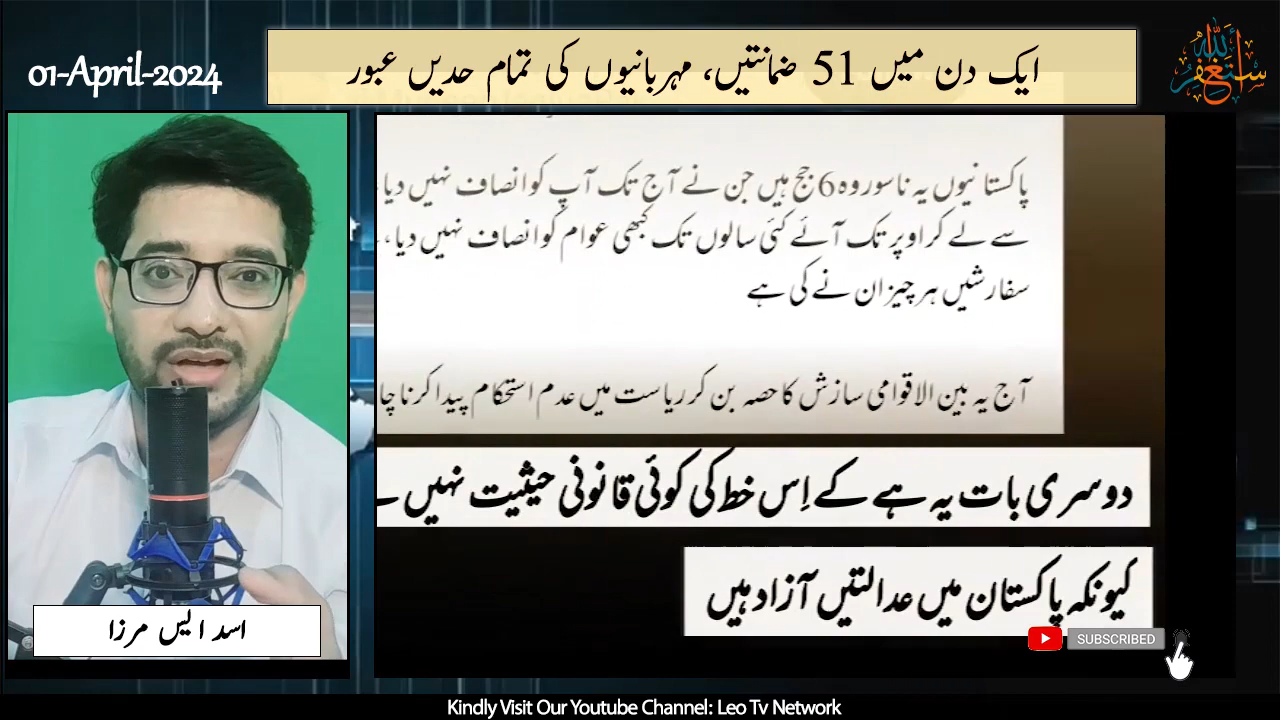 01-April-2024
ایک دن میں 51 ضمانتیں، مہربانیوں کی تمام حدیں عبور
أستغفر الله
پاکستانیوں یہ ناسور وہ 6 جج ہیں جن نے آج تک آپ کو انصاف نہیں دیا
سے لے کر اوپر تک آئے کئی سالوں تک کبھی عوام کو انصاف نہیں دیا،
سفارشیں ہر چیز ان نے کی ہے
آج یہ بین الاقوامی سازش کا حصہ بن کر ریاست میں عدم استحکام پیدا کرنا
دوسری بات یہ ہے کے اِس خط کی کوئی قانونی حیثیت نہیں
کیونکہ پاکستان میں عدالتیں آزاد ہیں
SUBSCRIBED
اسد ایس مرزا
Kindly Visit Our Youtube Channel: Leo Tv Network